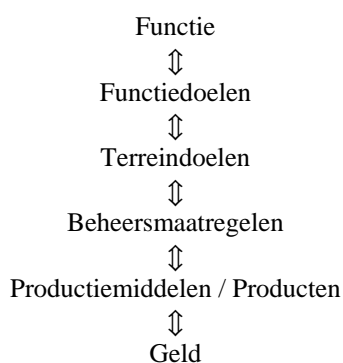 Functie
⇕
Functiedoelen
⇕
Terreindoelen
⇕
Beheersmaatregelen
⇕
Productiemiddelen / Producten
⇕
Geld